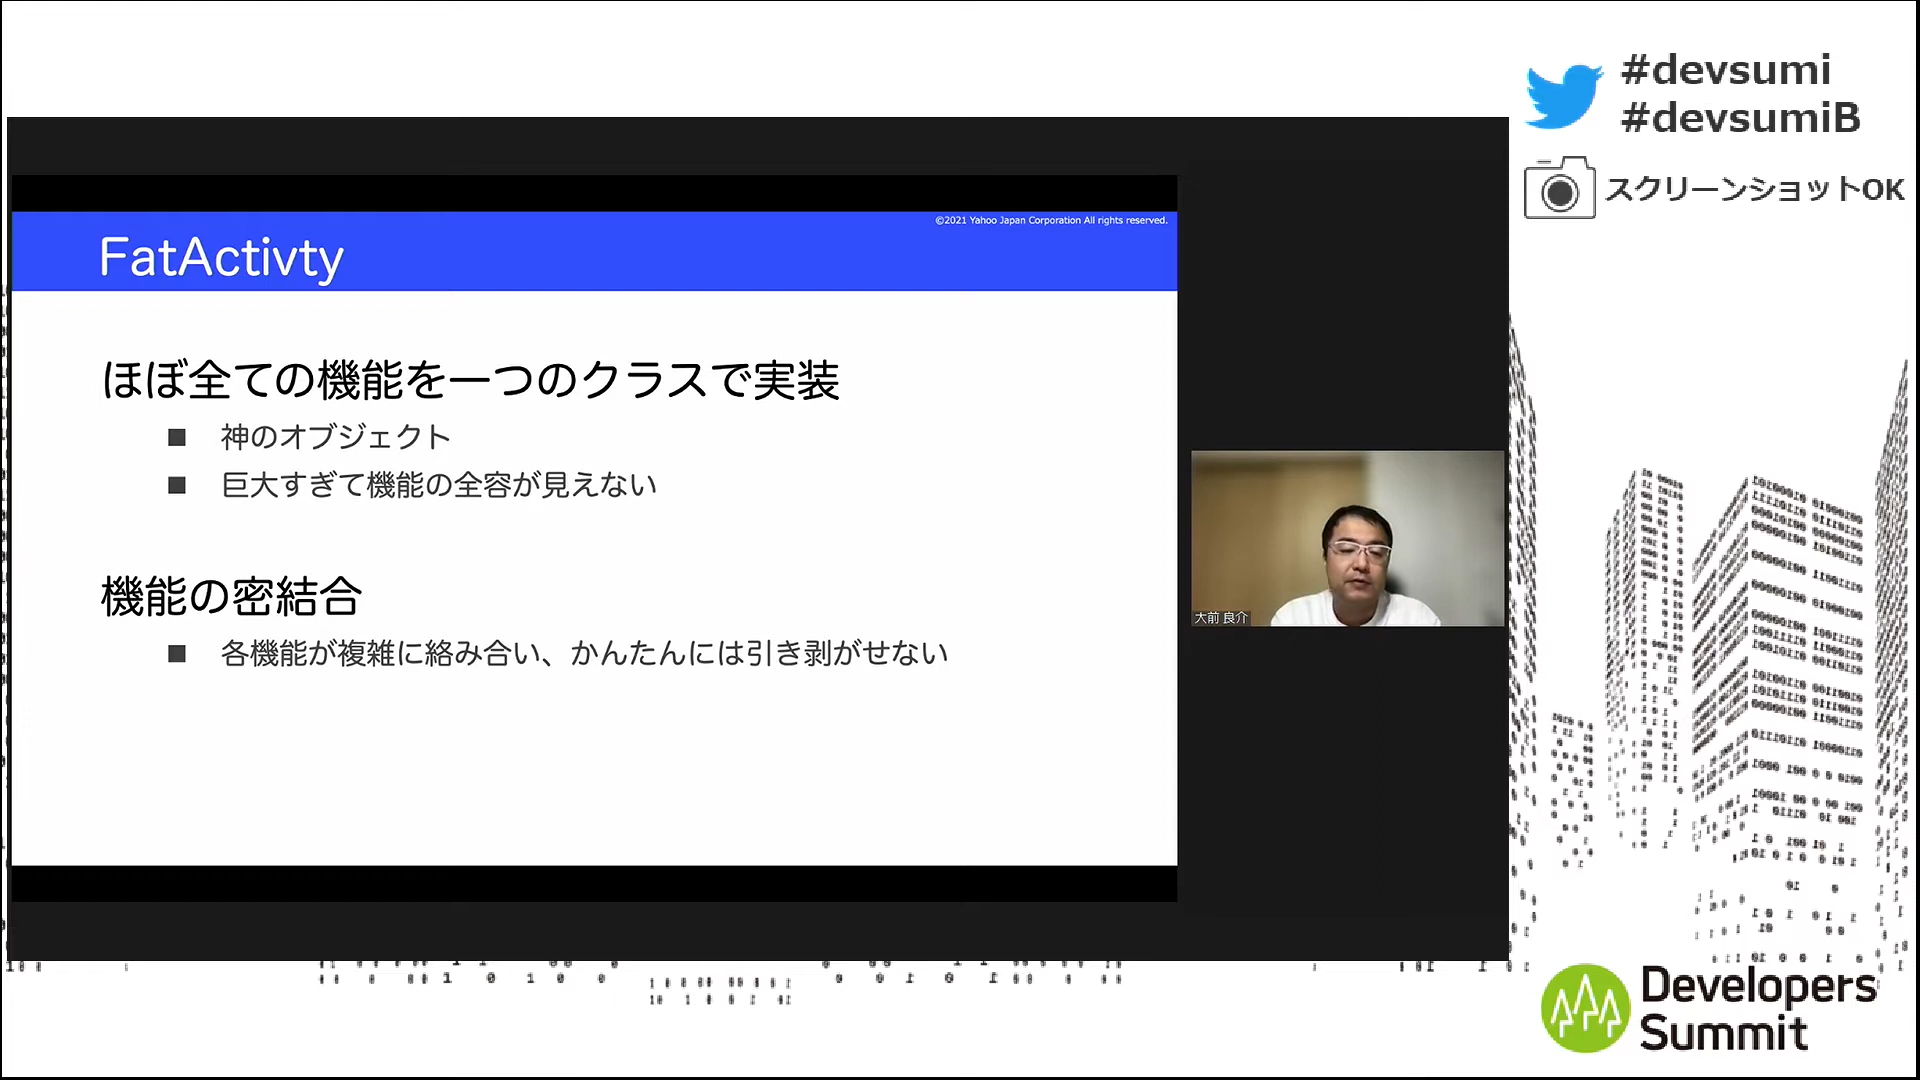 #devsumi
#devsumiB
スクリーンショットOK
©2021 Yahoo Japan Corporation All rights reserved.
FatActivty
ほぼ全ての機能を一つのクラスで実装
■ 神のオブジェクト
■ 巨大すぎて機能の全容が見えない
機能の密結合
■ 各機能が複雑に絡み合い、かんたんには引き剥がせない
大前 良介
Developers
Summit